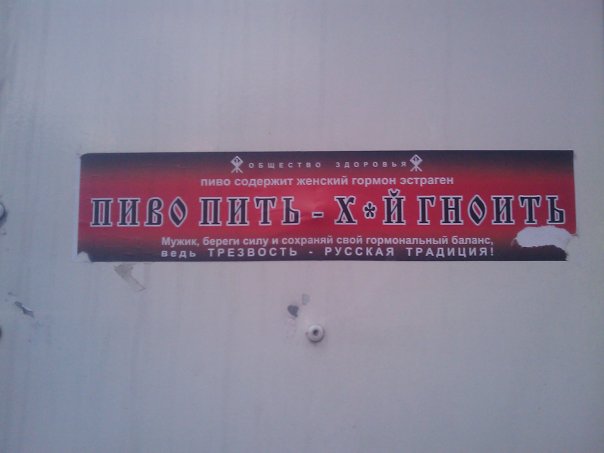 ОБЩЕСТВО ЗДОРОВЬЯ
пиво содержит женский гормон эстраген
ПИВО ПИТЬ - Х*Й ГНОИТЬ
Мужик, береги силу и сохраняй свой гормональный баланс,
ведь ТРЕЗВОСТЬ - РУССКАЯ ТРАДИЦИЯ!